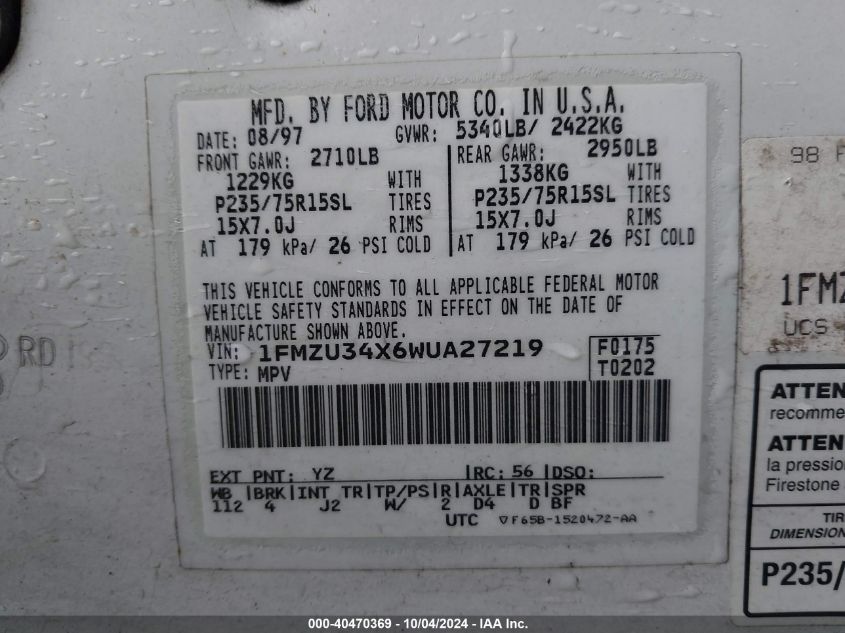 MFD. BY FORD MOTOR CO. IN U.S.A.
DATE: 08/97 GVWR: 5340LB/ 2422KG
FRONT GAWR: 2710LB REAR GAWR: 2950LB
1229KG WITH 1338KG WITH
P235/75R15SL TIRES P235/75R15SL TIRES
15X7.0J RIMS 15X7.0J RIMS
AT 179 kPa/ 26 PSI COLD AT 179 kPa/ 26 PSI COLD
THIS VEHICLE CONFORMS TO ALL APPLICABLE FEDERAL MOTOR
VEHICLE SAFETY STANDARDS IN EFFECT ON THE DATE OF
MANUFACTURE SHOWN ABOVE.
VIN: 1FMZU34X6WUA27219 F0175
TYPE: MPV T0202
EXT PNT: YZ RC: 56 DSO:
WB BRK INT TR TP/PS R AXLE TR SPR
112 4 J2 W/ 2 D4 D BF
UTC ▽F65B-1520472-AA
RD
98 F
1FMZ
UCS
ATTEN
recomme
ATTEN
la pression
Firestone
TIR
DIMENSION
P235/
000-40470369 - 10/04/2024 - IAA Inc.